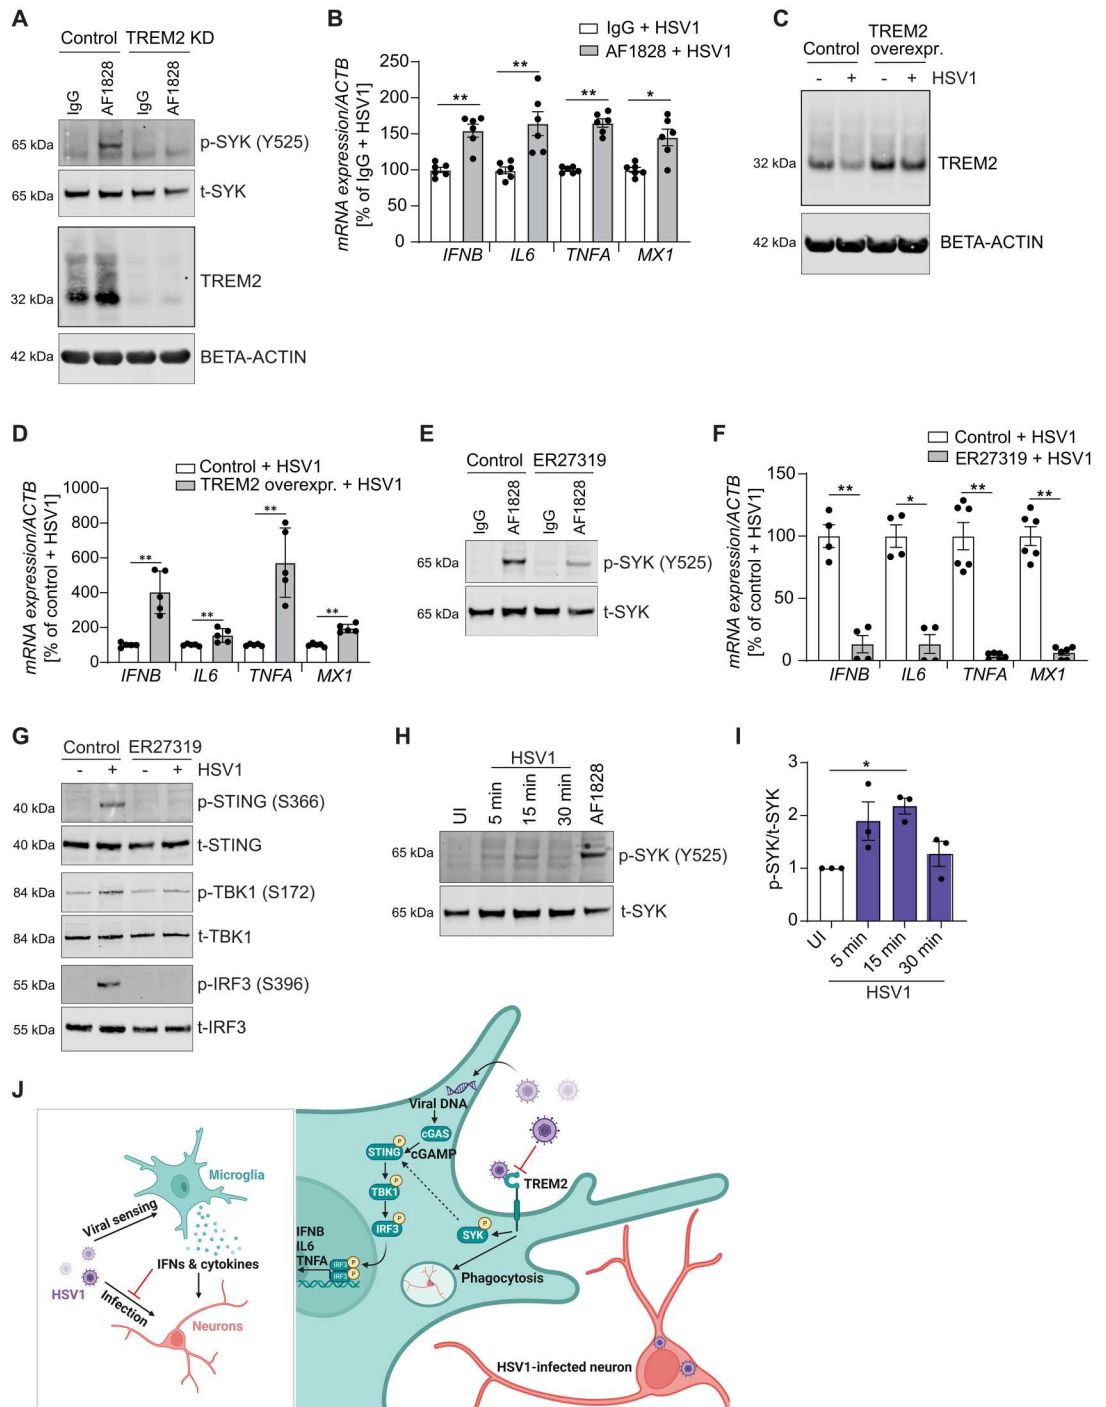 A
Control TREM2 KD
IgG
AF1828
IgG
AF1828
65 kDa p-SYK (Y525)
65 kDa t-SYK
TREM2
32 kDa
42 kDa BETA-ACTIN
B
IgG + HSV1
AF1828 + HSV1
mRNA expression/ACTB
[% of IgG + HSV1]
250
200
150
100
50
0
** ** ** *
IFNB IL6 TNFA MX1
C
Control TREM2
overexpr.
- + - + HSV1
32 kDa TREM2
42 kDa BETA-ACTIN
D
Control + HSV1
TREM2 overexpr. + HSV1
mRNA expression/ACTB
[% of control + HSV1]
1000
800
600
400
200
0
** ** ** **
IFNB IL6 TNFA MX1
E
Control ER27319
IgG
AF1828
IgG
AF1828
65 kDa p-SYK (Y525)
65 kDa t-SYK
F
Control + HSV1
ER27319 + HSV1
mRNA expression/ACTB
[% of control + HSV1]
150
100
50
0
** * ** **
IFNB IL6 TNFA MX1
G
Control ER27319
- + - + HSV1
40 kDa p-STING (S366)
40 kDa t-STING
84 kDa p-TBK1 (S172)
84 kDa t-TBK1
55 kDa p-IRF3 (S396)
55 kDa t-IRF3
H
HSV1
UI
5 min
15 min
30 min
AF1828
65 kDa p-SYK (Y525)
65 kDa t-SYK
I
p-SYK/t-SYK
3
2
1
0
*
UI
5 min
15 min
30 min
HSV1
J
Microglia
Viral sensing
IFNs & cytokines
HSV1
Infection
Neurons
Viral DNA
cGAS
cGAMP
STING
P
TBK1
P
IRF3
P
TREM2
SYK
P
IFNB
IL6
TNFA
IRF3 P
IRF3 P
Phagocytosis
HSV1-infected neuron